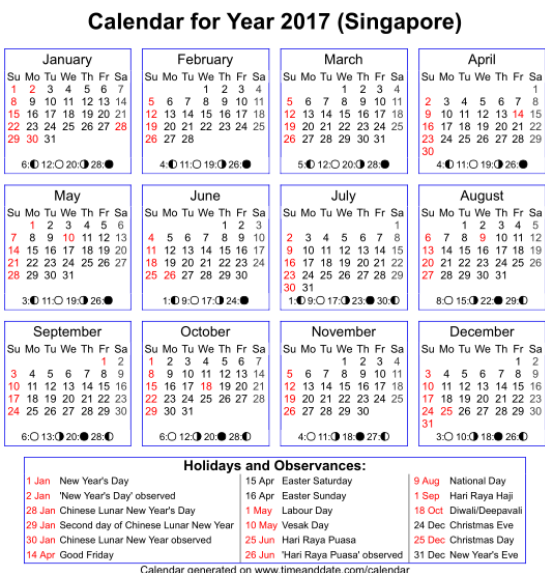 Calendar for Year 2017 (Singapore)
January
Su Mo Tu We Th Fr Sa
1 2 3 4 5 6 7
8 9 10 11 12 13 14
15 16 17 18 19 20 21
22 23 24 25 26 27 28
29 30 31
6:◐ 12:○ 20:◑ 28:●
February
Su Mo Tu We Th Fr Sa
1 2 3 4
5 6 7 8 9 10 11
12 13 14 15 16 17 18
19 20 21 22 23 24 25
26 27 28
4:◐ 11:○ 19:◑ 26:●
March
Su Mo Tu We Th Fr Sa
1 2 3 4
5 6 7 8 9 10 11
12 13 14 15 16 17 18
19 20 21 22 23 24 25
26 27 28 29 30 31
5:◐ 12:○ 20:◑ 28:●
April
Su Mo Tu We Th Fr Sa
1
2 3 4 5 6 7 8
9 10 11 12 13 14 15
16 17 18 19 20 21 22
23 24 25 26 27 28 29
30
4:◐ 11:○ 19:◑ 26:●
May
Su Mo Tu We Th Fr Sa
1 2 3 4 5 6
7 8 9 10 11 12 13
14 15 16 17 18 19 20
21 22 23 24 25 26 27
28 29 30 31
3:◐ 11:○ 19:◑ 26:●
June
Su Mo Tu We Th Fr Sa
1 2 3
4 5 6 7 8 9 10
11 12 13 14 15 16 17
18 19 20 21 22 23 24
25 26 27 28 29 30
1:◐ 9:○ 17:◑ 24:●
July
Su Mo Tu We Th Fr Sa
1
2 3 4 5 6 7 8
9 10 11 12 13 14 15
16 17 18 19 20 21 22
23 24 25 26 27 28 29
30 31
1:◐ 9:○ 17:◑ 23:● 30:◐
August
Su Mo Tu We Th Fr Sa
1 2 3 4 5
6 7 8 9 10 11 12
13 14 15 16 17 18 19
20 21 22 23 24 25 26
27 28 29 30 31
8:○ 15:◑ 22:● 29:◐
September
Su Mo Tu We Th Fr Sa
1 2
3 4 5 6 7 8 9
10 11 12 13 14 15 16
17 18 19 20 21 22 23
24 25 26 27 28 29 30
6:○ 13:◑ 20:● 28:◐
October
Su Mo Tu We Th Fr Sa
1 2 3 4 5 6 7
8 9 10 11 12 13 14
15 16 17 18 19 20 21
22 23 24 25 26 27 28
29 30 31
6:○ 12:◑ 20:● 28:◐
November
Su Mo Tu We Th Fr Sa
1 2 3 4
5 6 7 8 9 10 11
12 13 14 15 16 17 18
19 20 21 22 23 24 25
26 27 28 29 30
4:○ 11:◑ 18:● 27:◐
December
Su Mo Tu We Th Fr Sa
1 2
3 4 5 6 7 8 9
10 11 12 13 14 15 16
17 18 19 20 21 22 23
24 25 26 27 28 29 30
31
3:○ 10:◑ 18:● 26:◐
Holidays and Observances:
1 Jan New Year's Day
2 Jan 'New Year's Day' observed
28 Jan Chinese Lunar New Year's Day
29 Jan Second day of Chinese Lunar New Year
30 Jan Chinese Lunar New Year observed
14 Apr Good Friday
15 Apr Easter Saturday
16 Apr Easter Sunday
1 May Labour Day
10 May Vesak Day
25 Jun Hari Raya Puasa
26 Jun 'Hari Raya Puasa' observed
9 Aug National Day
1 Sep Hari Raya Haji
18 Oct Diwali/Deepavali
24 Dec Christmas Eve
25 Dec Christmas Day
31 Dec New Year's Eve
Calendar generated on www.timeanddate.com/calendar